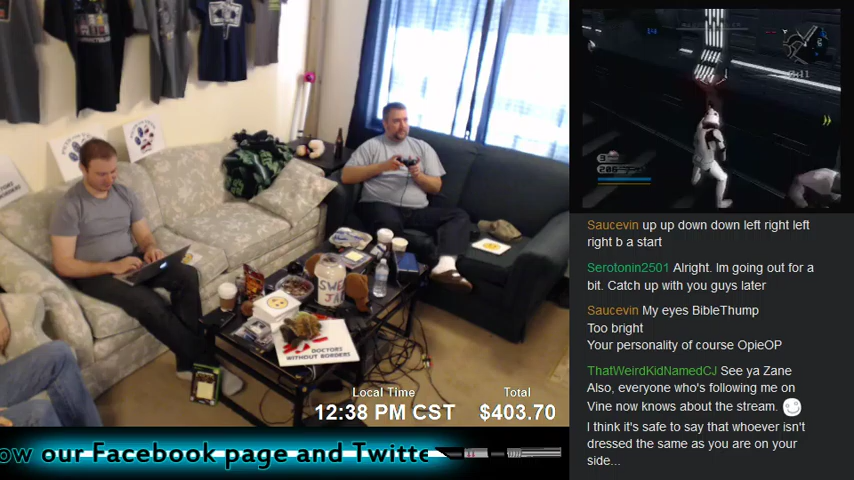 SWEAR
JAR
DOCTORS
WITHOUT BORDERS
Local Time
Total
12:38 PM CST
$403.70
ow our Facebook page and Twitte
Saucevin up up down down left right left
right b a start
Serotonin2501 Alright. Im going out for a
bit. Catch up with you guys later
Saucevin My eyes BibleThump
Too bright
Your personality of course OpieOP
ThatWeirdKidNamedCJ See ya Zane
Also, everyone who's following me on
Vine now knows about the stream.
I think it's safe to say that whoever isn't
dressed the same as you are on your
side...